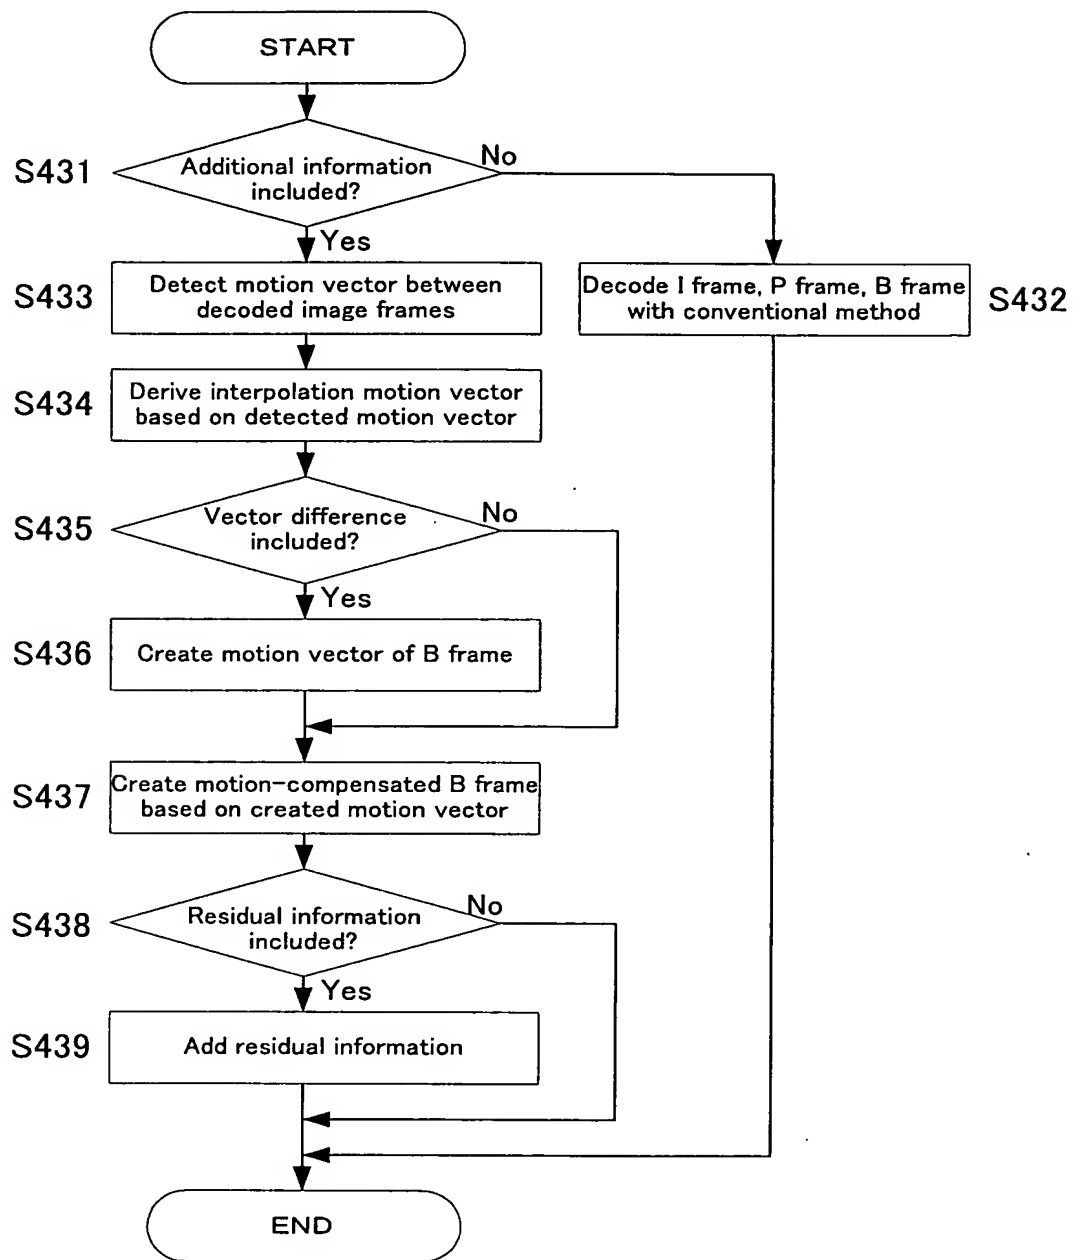 START
S431
Additional information
included?
No
Yes
S433
Detect motion vector between
decoded image frames
Decode I frame, P frame, B frame
with conventional method
S432
S434
Derive interpolation motion vector
based on detected motion vector
S435
Vector difference
included?
No
Yes
S436
Create motion vector of B frame
S437
Create motion-compensated B frame
based on created motion vector
S438
Residual information
included?
No
Yes
S439
Add residual information
END